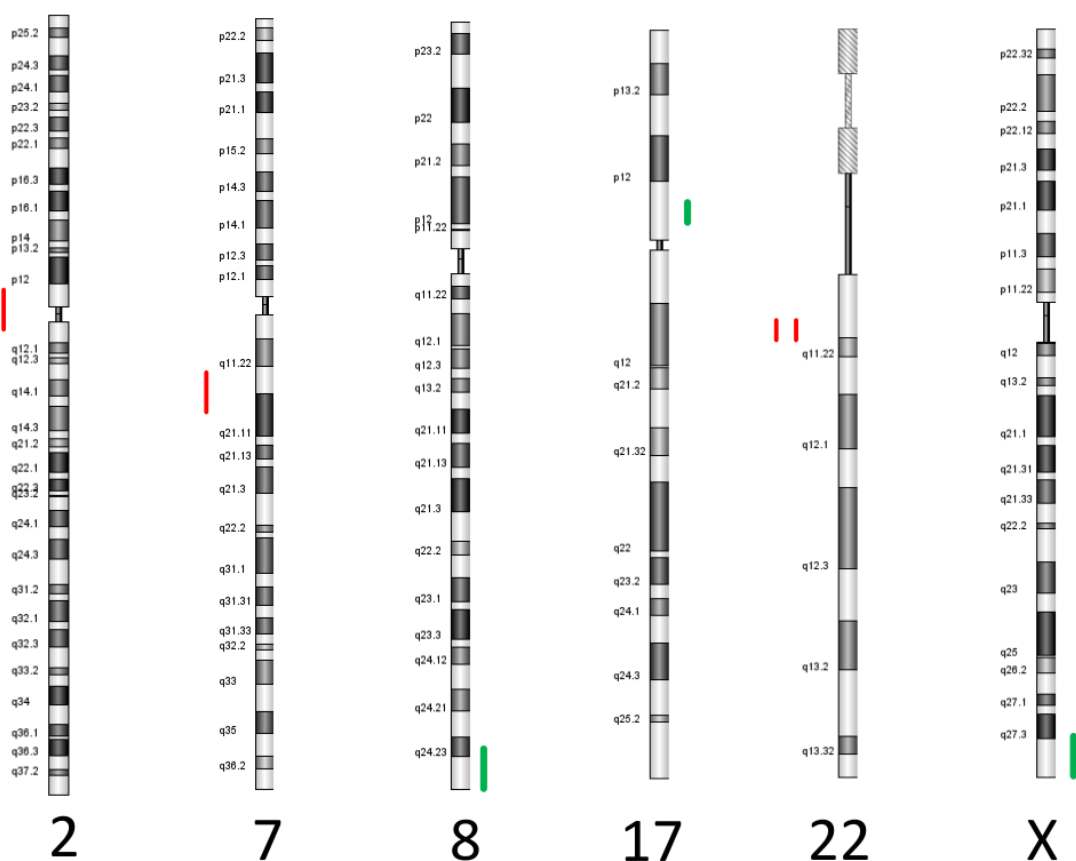 p25.2
p24.3
p24.1
p23.2
p22.3
p22.1
p16.3
p16.1
p14
p13.2
p12
q12.1
q12.3
q14.1
q14.3
q21.2
q22.1
q22.3
q23.2
q24.1
q24.3
q31.2
q32.1
q32.3
q33.2
q34
q36.1
q36.3
q37.2
p22.2
p21.3
p21.1
p15.2
p14.3
p14.1
p12.3
p12.1
q11.22
q21.11
q21.13
q21.3
q22.2
q31.1
q31.31
q31.33
q32.2
q33
q35
q36.2
p23.2
p22
p21.2
p12
p11.22
q11.22
q12.1
q12.3
q13.2
q21.11
q21.13
q21.3
q22.2
q23.1
q23.3
q24.12
q24.21
q24.23
p13.2
p12
q12
q21.2
q21.32
q22
q23.2
q24.1
q24.3
q25.2
q11.22
q12.1
q12.3
q13.2
q13.32
p22.32
p22.2
p22.12
p21.3
p21.1
p11.3
p11.22
q12
q13.2
q21.1
q21.31
q21.33
q22.2
q23
q25
q26.2
q27.1
q27.3
2 7 8 17 22 X